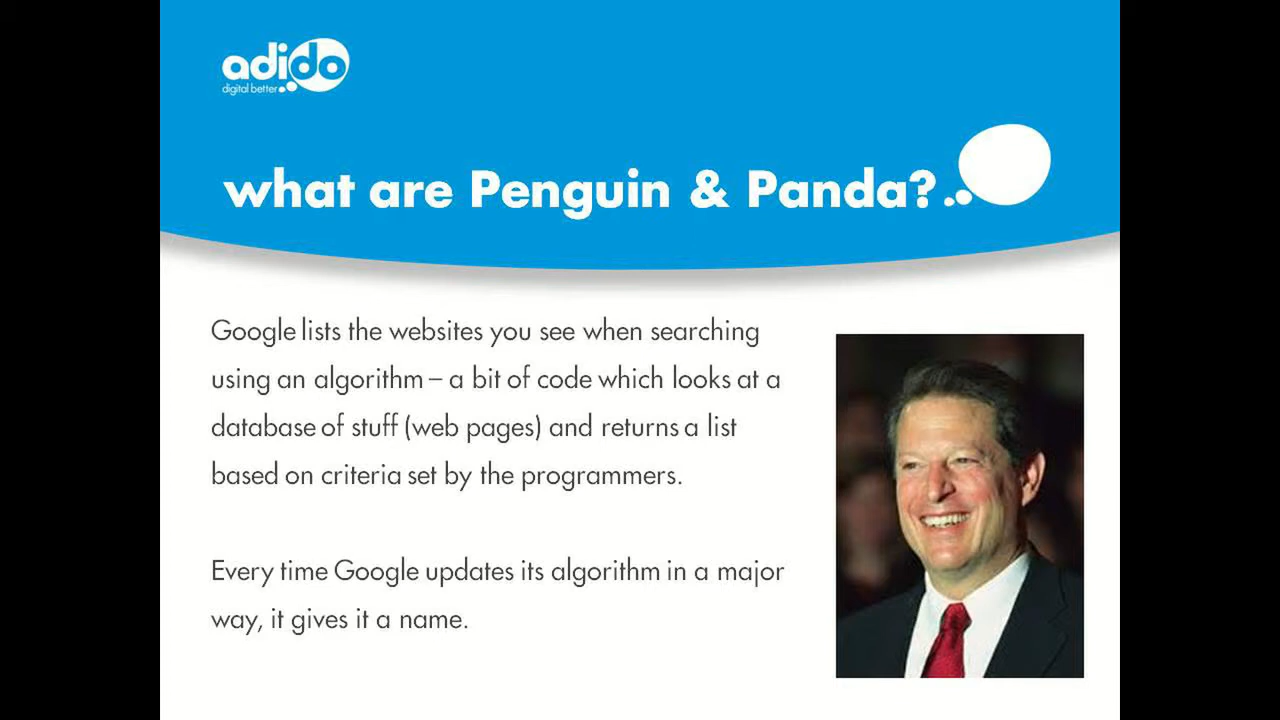 adido
digital better
what are Penguin & Panda?
Google lists the websites you see when searching
using an algorithm – a bit of code which looks at a
database of stuff (web pages) and returns a list
based on criteria set by the programmers.
Every time Google updates its algorithm in a major
way, it gives it a name.